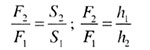 F₂/F₁ = S₂/S₁ ; F₂/F₁ = h₁/h₂